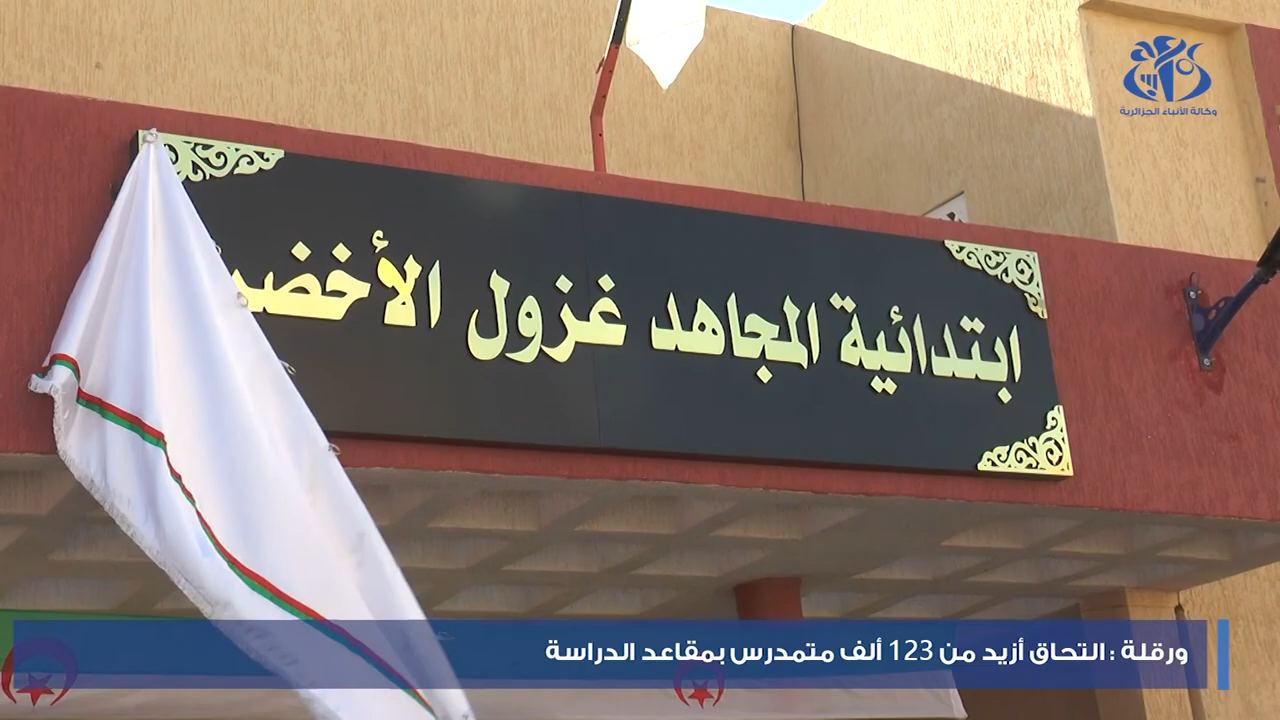 وكالة الأنباء الجزائرية
ابتدائية المجاهد غزول الأخضر
ورقلة : التحاق أزيد من 123 ألف متمدرس بمقاعد الدراسة